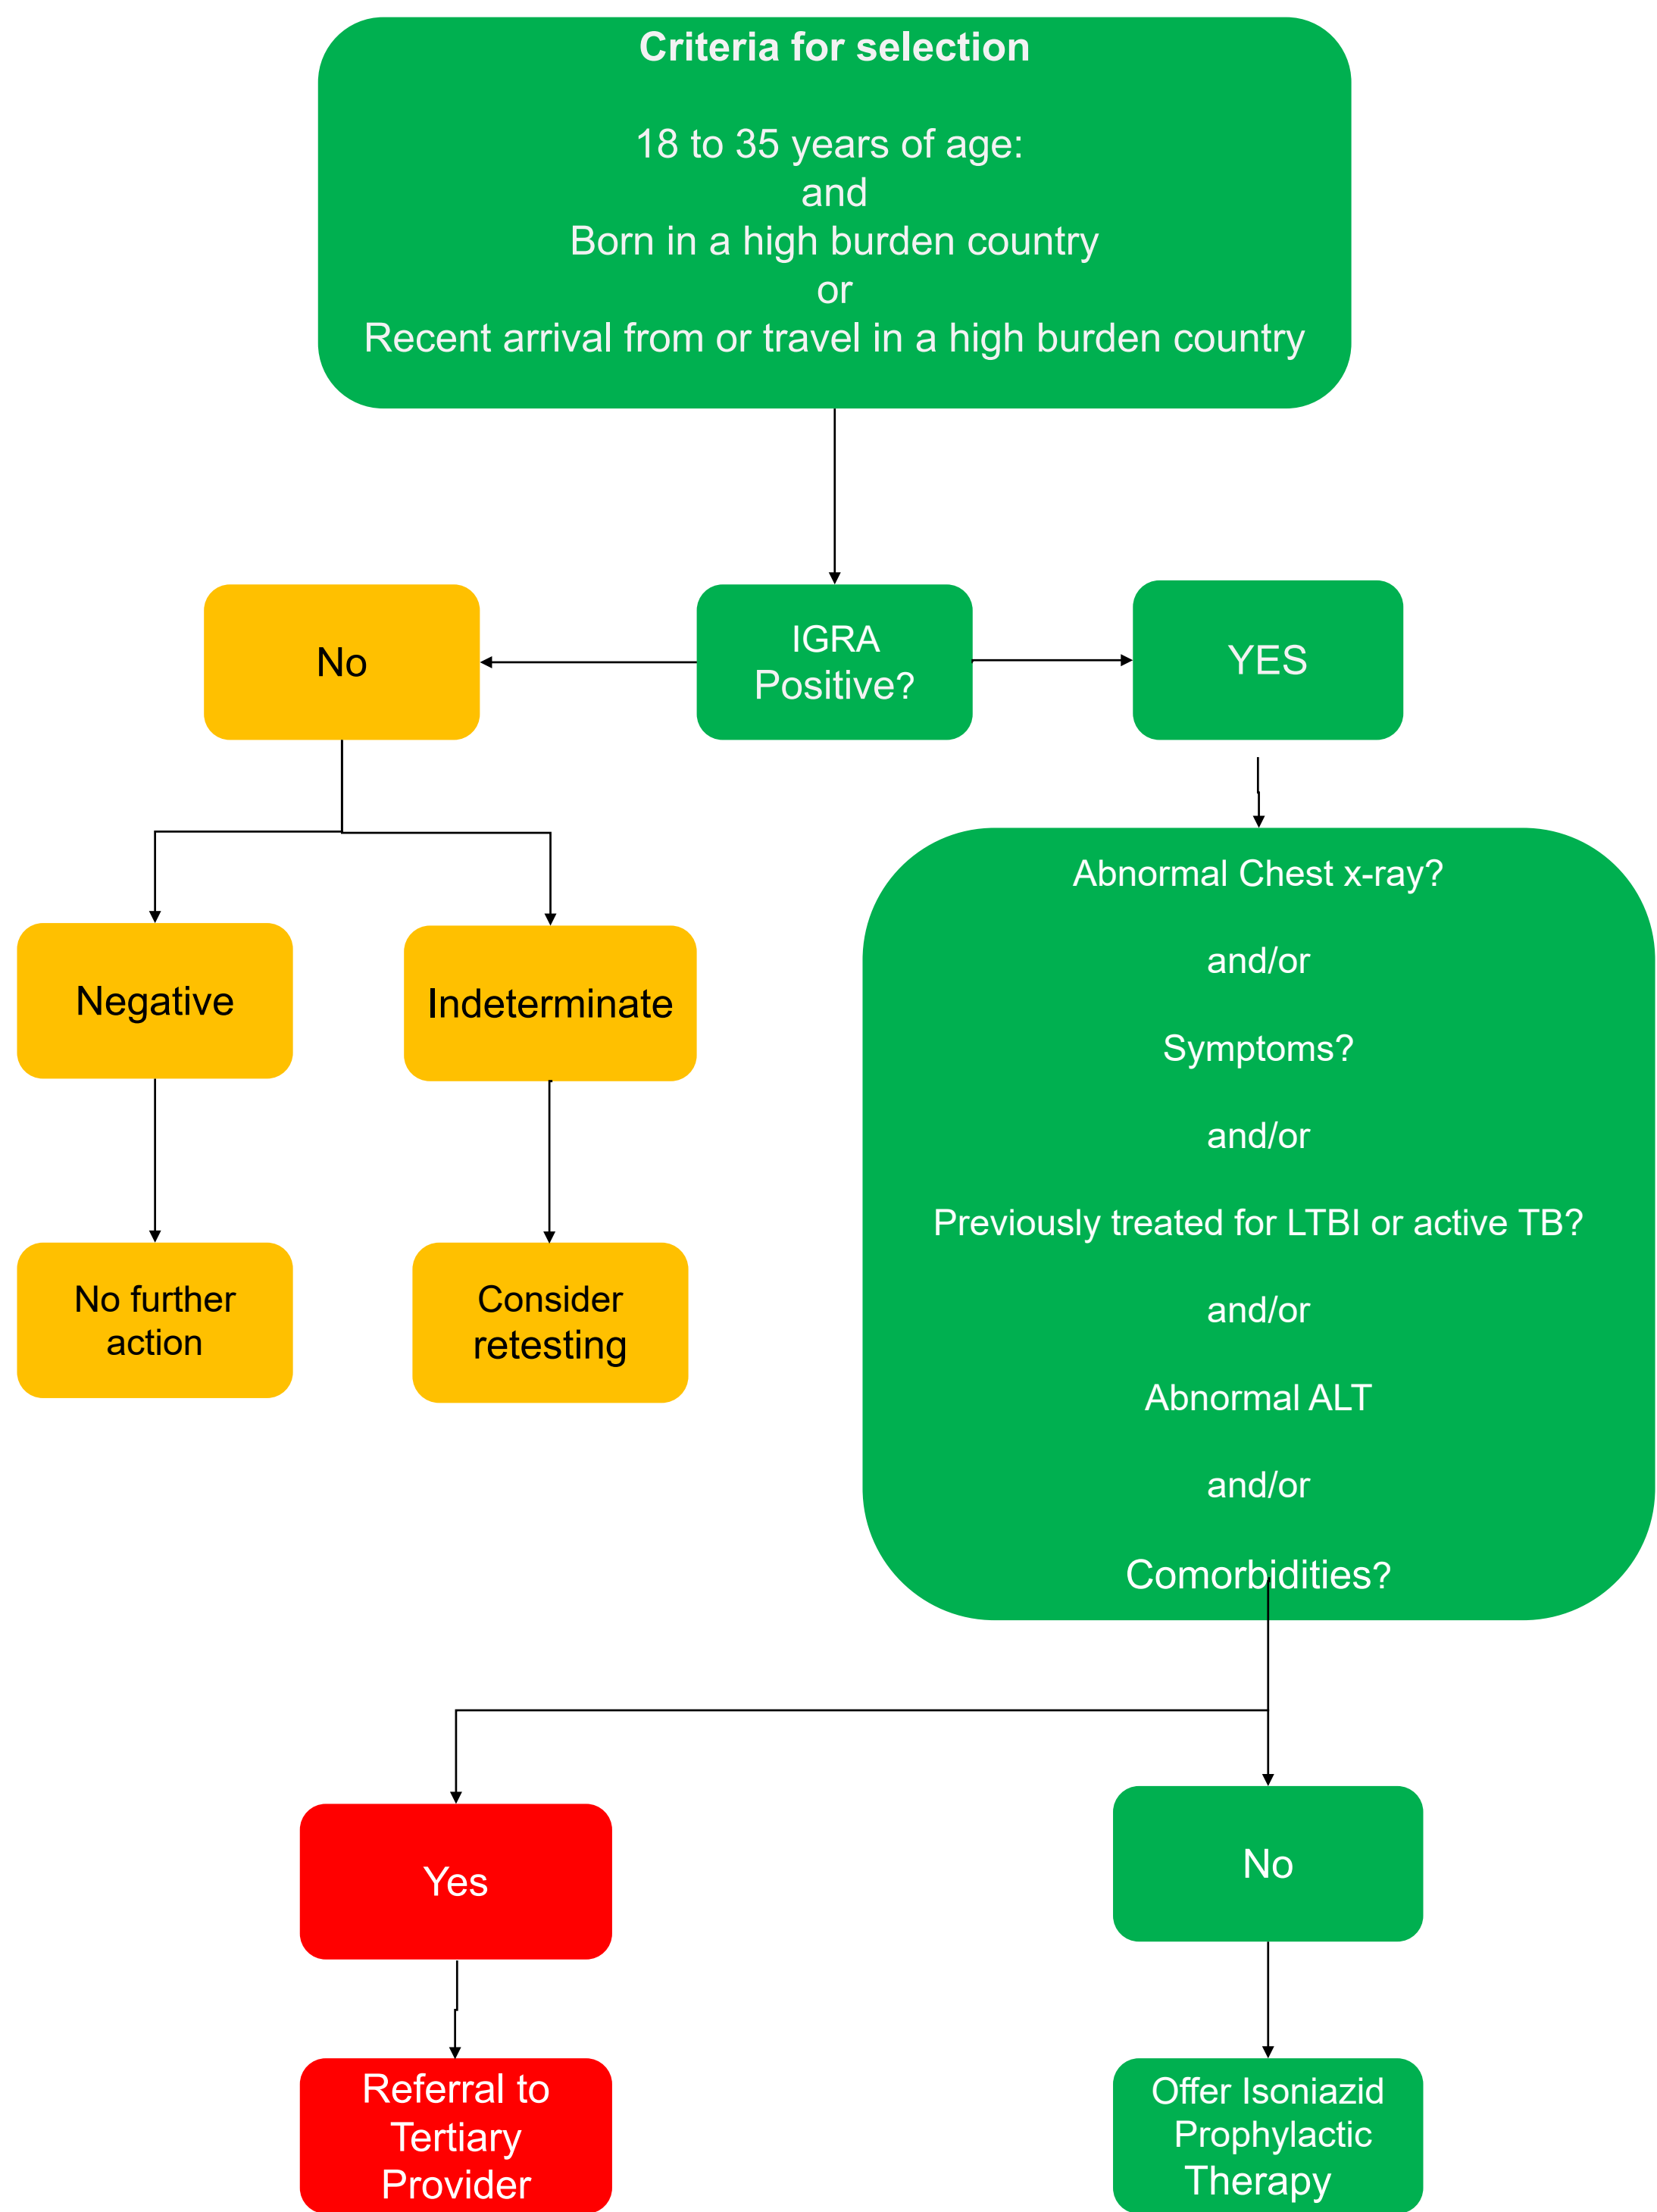 Criteria for selection
18 to 35 years of age:
and
Born in a high burden country
or
Recent arrival from or travel in a high burden country
No
IGRA
Positive?
YES
Negative
Indeterminate
No further
action
Consider
retesting
Abnormal Chest x-ray?
and/or
Symptoms?
and/or
Previously treated for LTBI or active TB?
and/or
Abnormal ALT
and/or
Comorbidities?
Yes
No
Referral to
Tertiary
Provider
Offer Isoniazid
Prophylactic
Therapy